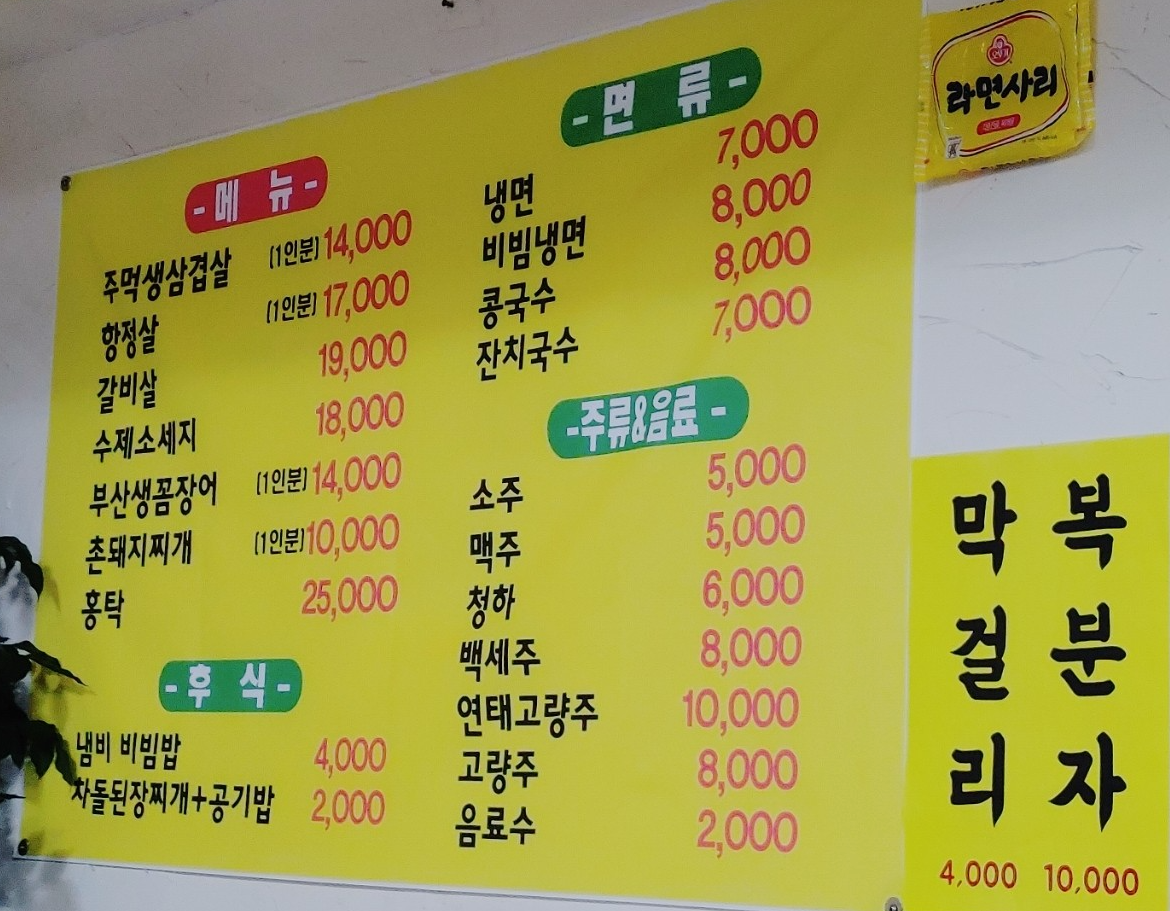 - 메 뉴 -
주먹생삼겹살 (1인분) 14,000
항정살 (1인분) 17,000
갈비살 19,000
수제소세지 18,000
부산생꼼장어 (1인분) 14,000
촌돼지찌개 (1인분) 10,000
홍탁 25,000
- 후 식 -
냄비 비빔밥 4,000
차돌된장찌개+공기밥 2,000
- 면 류 -
냉면 7,000
비빔냉면 8,000
콩국수 8,000
잔치국수 7,000
- 주류&음료 -
소주 5,000
맥주 5,000
청하 6,000
백세주 8,000
연태고량주 10,000
고량주 8,000
음료수 2,000
오뚜기
라면사리
막걸리 4,000
복분자 10,000